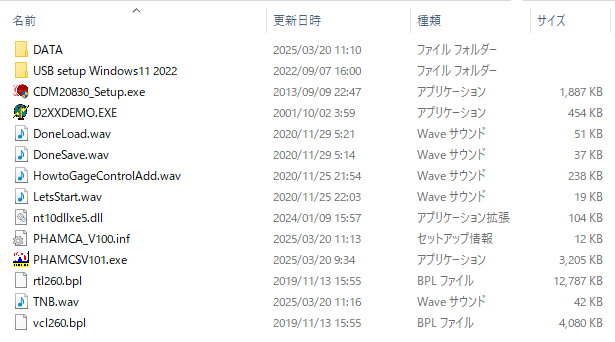 名前 更新日時 種類 サイズ
DATA 2025/03/20 11:10 ファイル フォルダー
USB setup Windows11 2022 2022/09/07 16:00 ファイル フォルダー
CDM20830_Setup.exe 2013/09/09 22:47 アプリケーション 1,887 KB
D2XXDEMO.EXE 2001/10/02 3:59 アプリケーション 454 KB
DoneLoad.wav 2020/11/29 5:21 Wave サウンド 51 KB
DoneSave.wav 2020/11/29 5:14 Wave サウンド 37 KB
HowtoGageControlAdd.wav 2020/11/25 21:54 Wave サウンド 238 KB
LetsStart.wav 2020/11/25 22:03 Wave サウンド 19 KB
nt10dllxe5.dll 2024/01/09 15:57 アプリケーション拡張 104 KB
PHAMCA_V100.inf 2025/03/20 11:13 セットアップ情報 12 KB
PHAMCSV101.exe 2025/03/20 9:34 アプリケーション 3,205 KB
rtl260.bpl 2019/11/13 15:55 BPL ファイル 12,787 KB
TNB.wav 2025/03/20 11:16 Wave サウンド 42 KB
vcl260.bpl 2019/11/13 15:55 BPL ファイル 4,080 KB